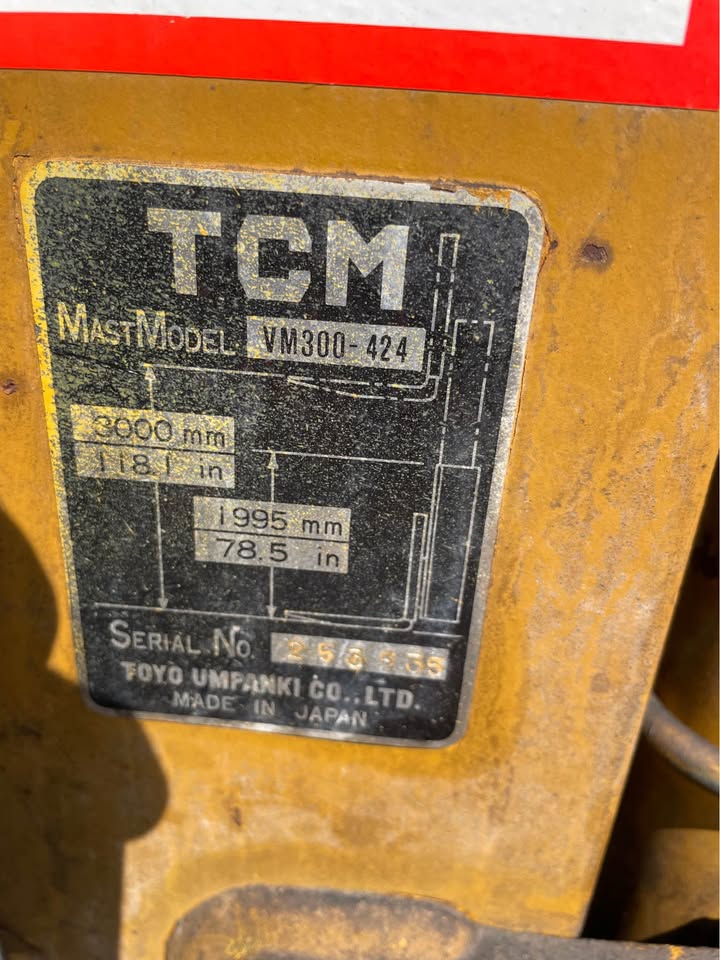 TCM
MAST MODEL VM300-424
3000 mm
118.1 in
1995 mm
78.5 in
SERIAL NO.
TOYO UMPANKI CO.,LTD.
MADE IN JAPAN